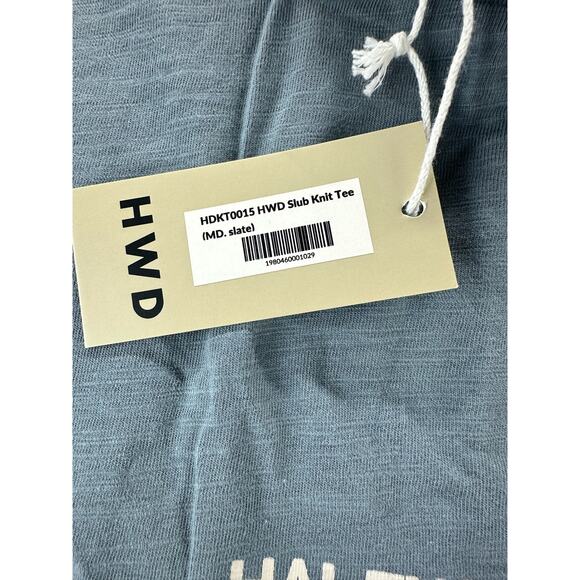 HWD
HDKT0015 HWD Slub Knit Tee
(MD. slate)
1980460001029